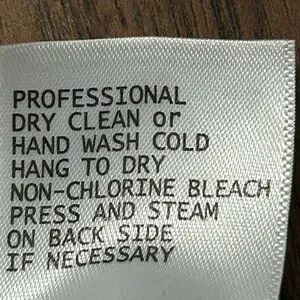 PROFESSIONAL
DRY CLEAN or
HAND WASH COLD
HANG TO DRY
NON-CHLORINE BLEACH
PRESS AND STEAM
ON BACK SIDE
IF NECESSARY